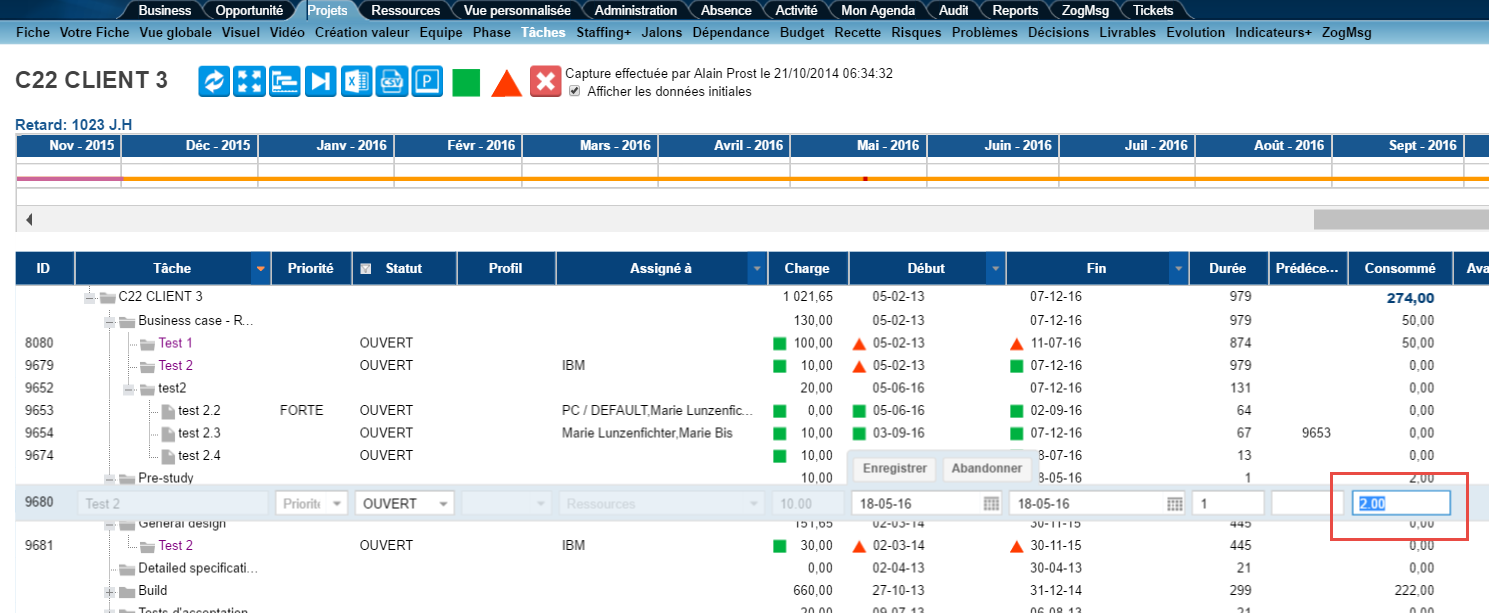 Business Opportunité Projets Ressources Vue personnalisée Administration Absence Activité Mon Agenda Audit Reports ZogMsg Tickets
Fiche Votre Fiche Vue globale Visuel Vidéo Création valeur Equipe Phase Tâches Staffing+ Jalons Dépendance Budget Recette Risques Problèmes Décisions Livrables Evolution Indicateurs+ ZogMsg
C22 CLIENT 3
Capture effectuée par Alain Prost le 21/10/2014 06:34:32
Afficher les données initiales
Retard: 1023 J.H
Nov - 2015 Déc - 2015 Janv - 2016 Févr - 2016 Mars - 2016 Avril - 2016 Mai - 2016 Juin - 2016 Juil - 2016 Août - 2016 Sept - 2016
ID Tâche Priorité Statut Profil Assigné à Charge Début Fin Durée Prédéce... Consommé Ava
C22 CLIENT 3 1 021,65 05-02-13 07-12-16 979 274,00
Business case - R... 130,00 05-02-13 07-12-16 979 50,00
8080 Test 1 OUVERT 100,00 05-02-13 11-07-16 874 50,00
9679 Test 2 OUVERT IBM 10,00 05-02-13 07-12-16 979 0,00
9652 test2 20,00 05-06-16 07-12-16 131 0,00
9653 test 2.2 FORTE OUVERT PC / DEFAULT,Marie Lunzenfic... 0,00 05-06-16 02-09-16 64 0,00
9654 test 2.3 OUVERT Marie Lunzenfichter,Marie Bis 10,00 03-09-16 07-12-16 67 9653 0,00
9674 test 2.4 OUVERT 10,00 8-07-16 13 0,00
Enregistrer Abandonner
Pre-study 10,00 8-05-16 1 2,00
9680 Test 2 Priorité OUVERT Ressources 10.00 18-05-16 18-05-16 1 2.00
General design 151,65 02-03-14 30-11-15 445 0,00
9681 Test 2 OUVERT IBM 30,00 02-03-14 30-11-15 445 0,00
Detailed specificati... 0,00 02-04-13 30-04-13 21 0,00
Build 660,00 27-10-13 31-12-14 299 222,00
Tests d'acceptation 20,00 09-07-13 06-08-13 21 0,00